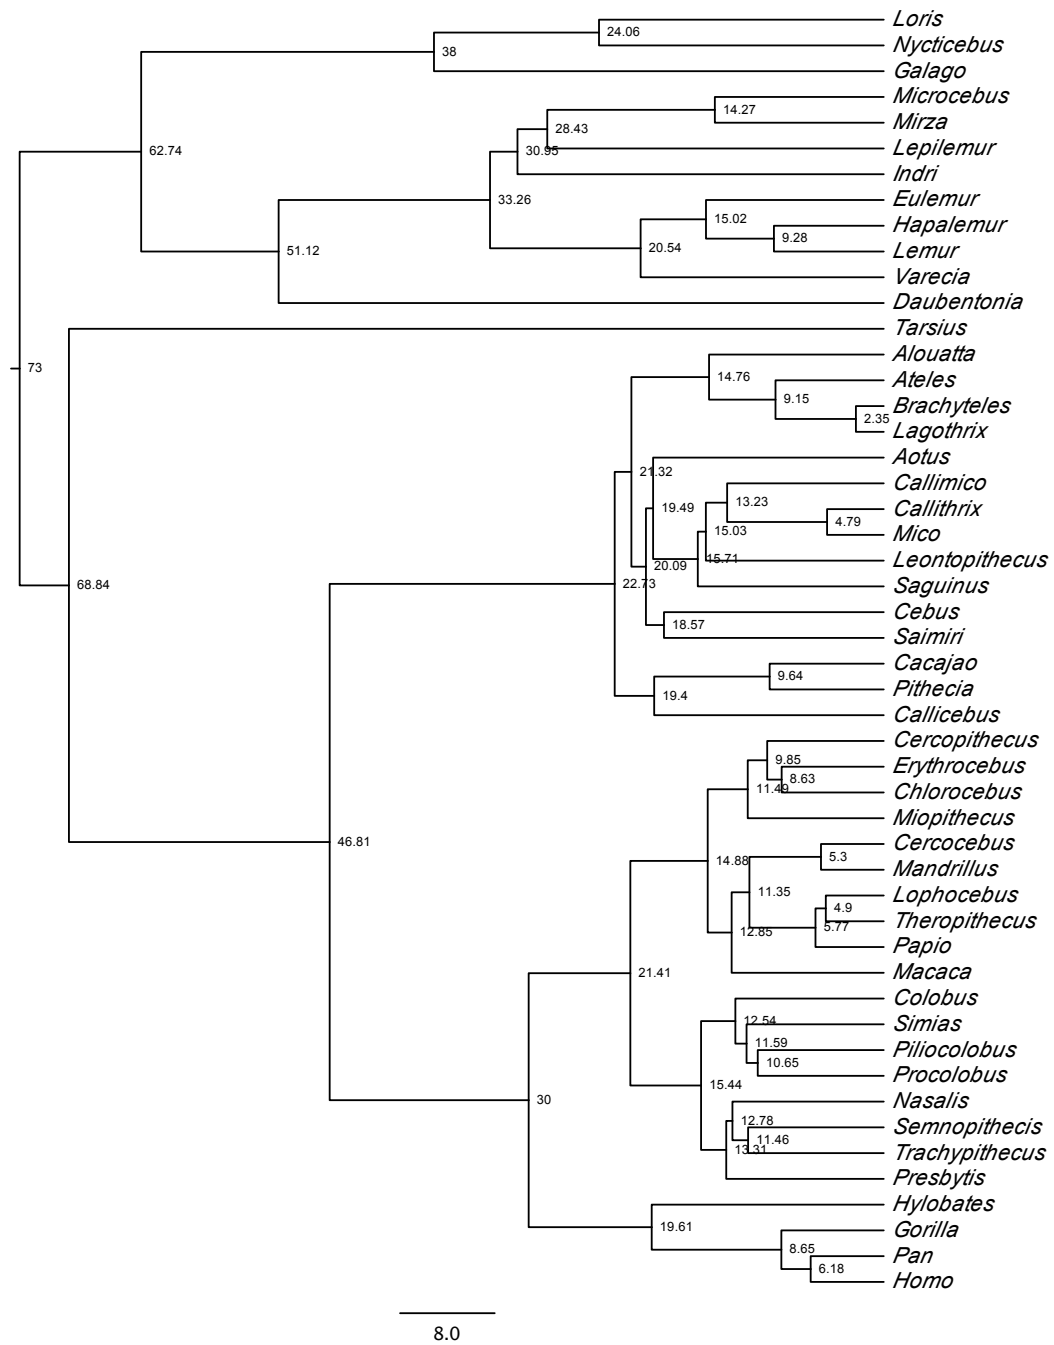 Loris
24.06
Nycticebus
38
Galago
Microcebus
14.27
Mirza
28.43
Lepilemur
30.95
62.74
Indri
33.26
Eulemur
15.02
Hapalemur
9.28
20.54
Lemur
51.12
Varecia
Daubentonia
Tarsius
Alouatta
73
14.76
Ateles
9.15
Brachyteles
2.35
Lagothrix
Aotus
21.32
Callimico
13.23
19.49
Callithrix
4.79
15.03
Mico
Leontopithecus
15.71
20.09
22.73
68.84
Saguinus
Cebus
18.57
Saimiri
Cacajao
9.64
Pithecia
19.4
Callicebus
Cercopithecus
9.85
Erythrocebus
8.63
11.49
Chlorocebus
Miopithecus
46.81
Cercocebus
5.3
14.88
Mandrillus
11.35
Lophocebus
4.9
Theropithecus
5.77
12.85
Papio
Macaca
21.41
Colobus
12.54
Simias
11.59
Piliocolobus
10.65
Procolobus
15.44
Nasalis
30
12.78
Semnopithecis
11.46
13.31
Trachypithecus
Presbytis
Hylobates
19.61
Gorilla
8.65
Pan
6.18
Homo
8.0